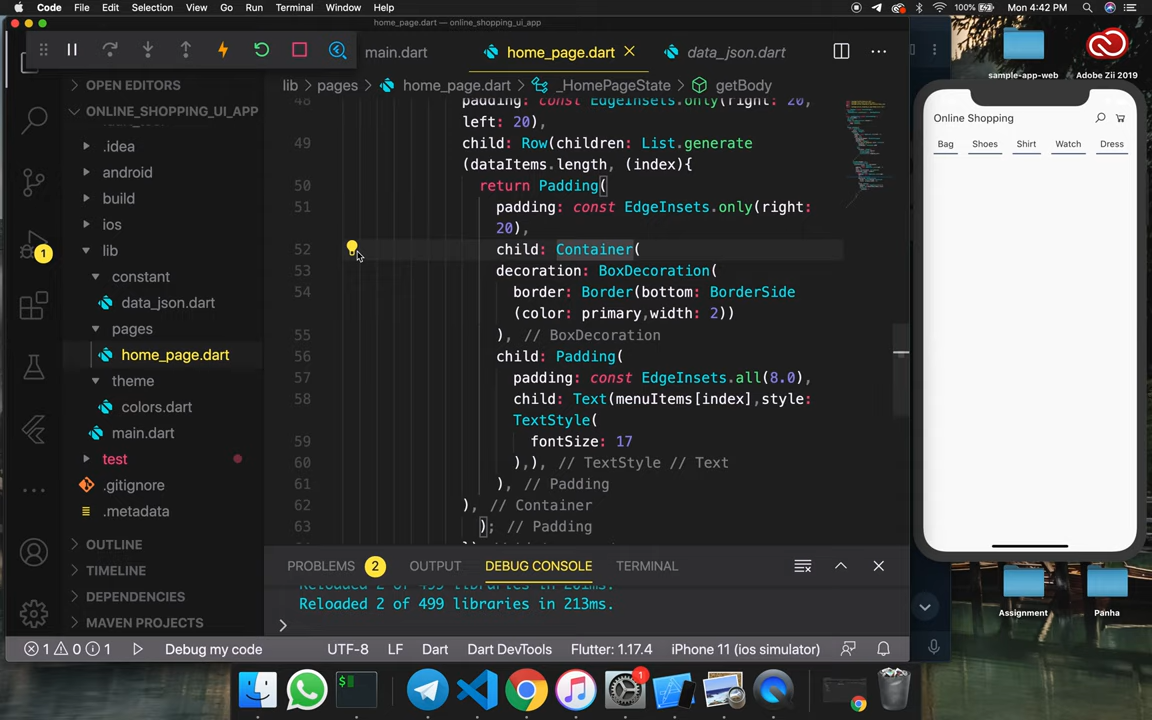 Code File Edit Selection View Go Run Terminal Window Help 100% Mon 4:42 PM
home_page.dart — online_shopping_ui_app
main.dart home_page.dart data_json.dart
OPEN EDITORS
lib pages home_page.dart _HomePageState getBody
ONLINE_SHOPPING_UI_APP
.idea
android
build
ios
lib
constant
data_json.dart
pages
home_page.dart
theme
colors.dart
main.dart
test
.gitignore
.metadata
OUTLINE
TIMELINE
DEPENDENCIES
MAVEN PROJECTS
1
48 padding: const EdgeInsets.only(right: 20,
left: 20),
49 child: Row(children: List.generate
(dataItems.length, (index){
50 return Padding(
51 padding: const EdgeInsets.only(right:
20),
52 child: Container(
53 decoration: BoxDecoration(
54 border: Border(bottom: BorderSide
(color: primary,width: 2))
55 ), // BoxDecoration
56 child: Padding(
57 padding: const EdgeInsets.all(8.0),
58 child: Text(menuItems[index],style:
TextStyle(
59 fontSize: 17
60 ),), // TextStyle // Text
61 ), // Padding
62 ), // Container
63 ); // Padding
PROBLEMS 2 OUTPUT DEBUG CONSOLE TERMINAL
Reloaded 2 of 499 libraries in 213ms.
1 0 1 Debug my code UTF-8 LF Dart Dart DevTools Flutter: 1.17.4 iPhone 11 (ios simulator)
sample-app-web
Adobe Zii 2019
Online Shopping
Bag Shoes Shirt Watch Dress
Assignment
Panha
1